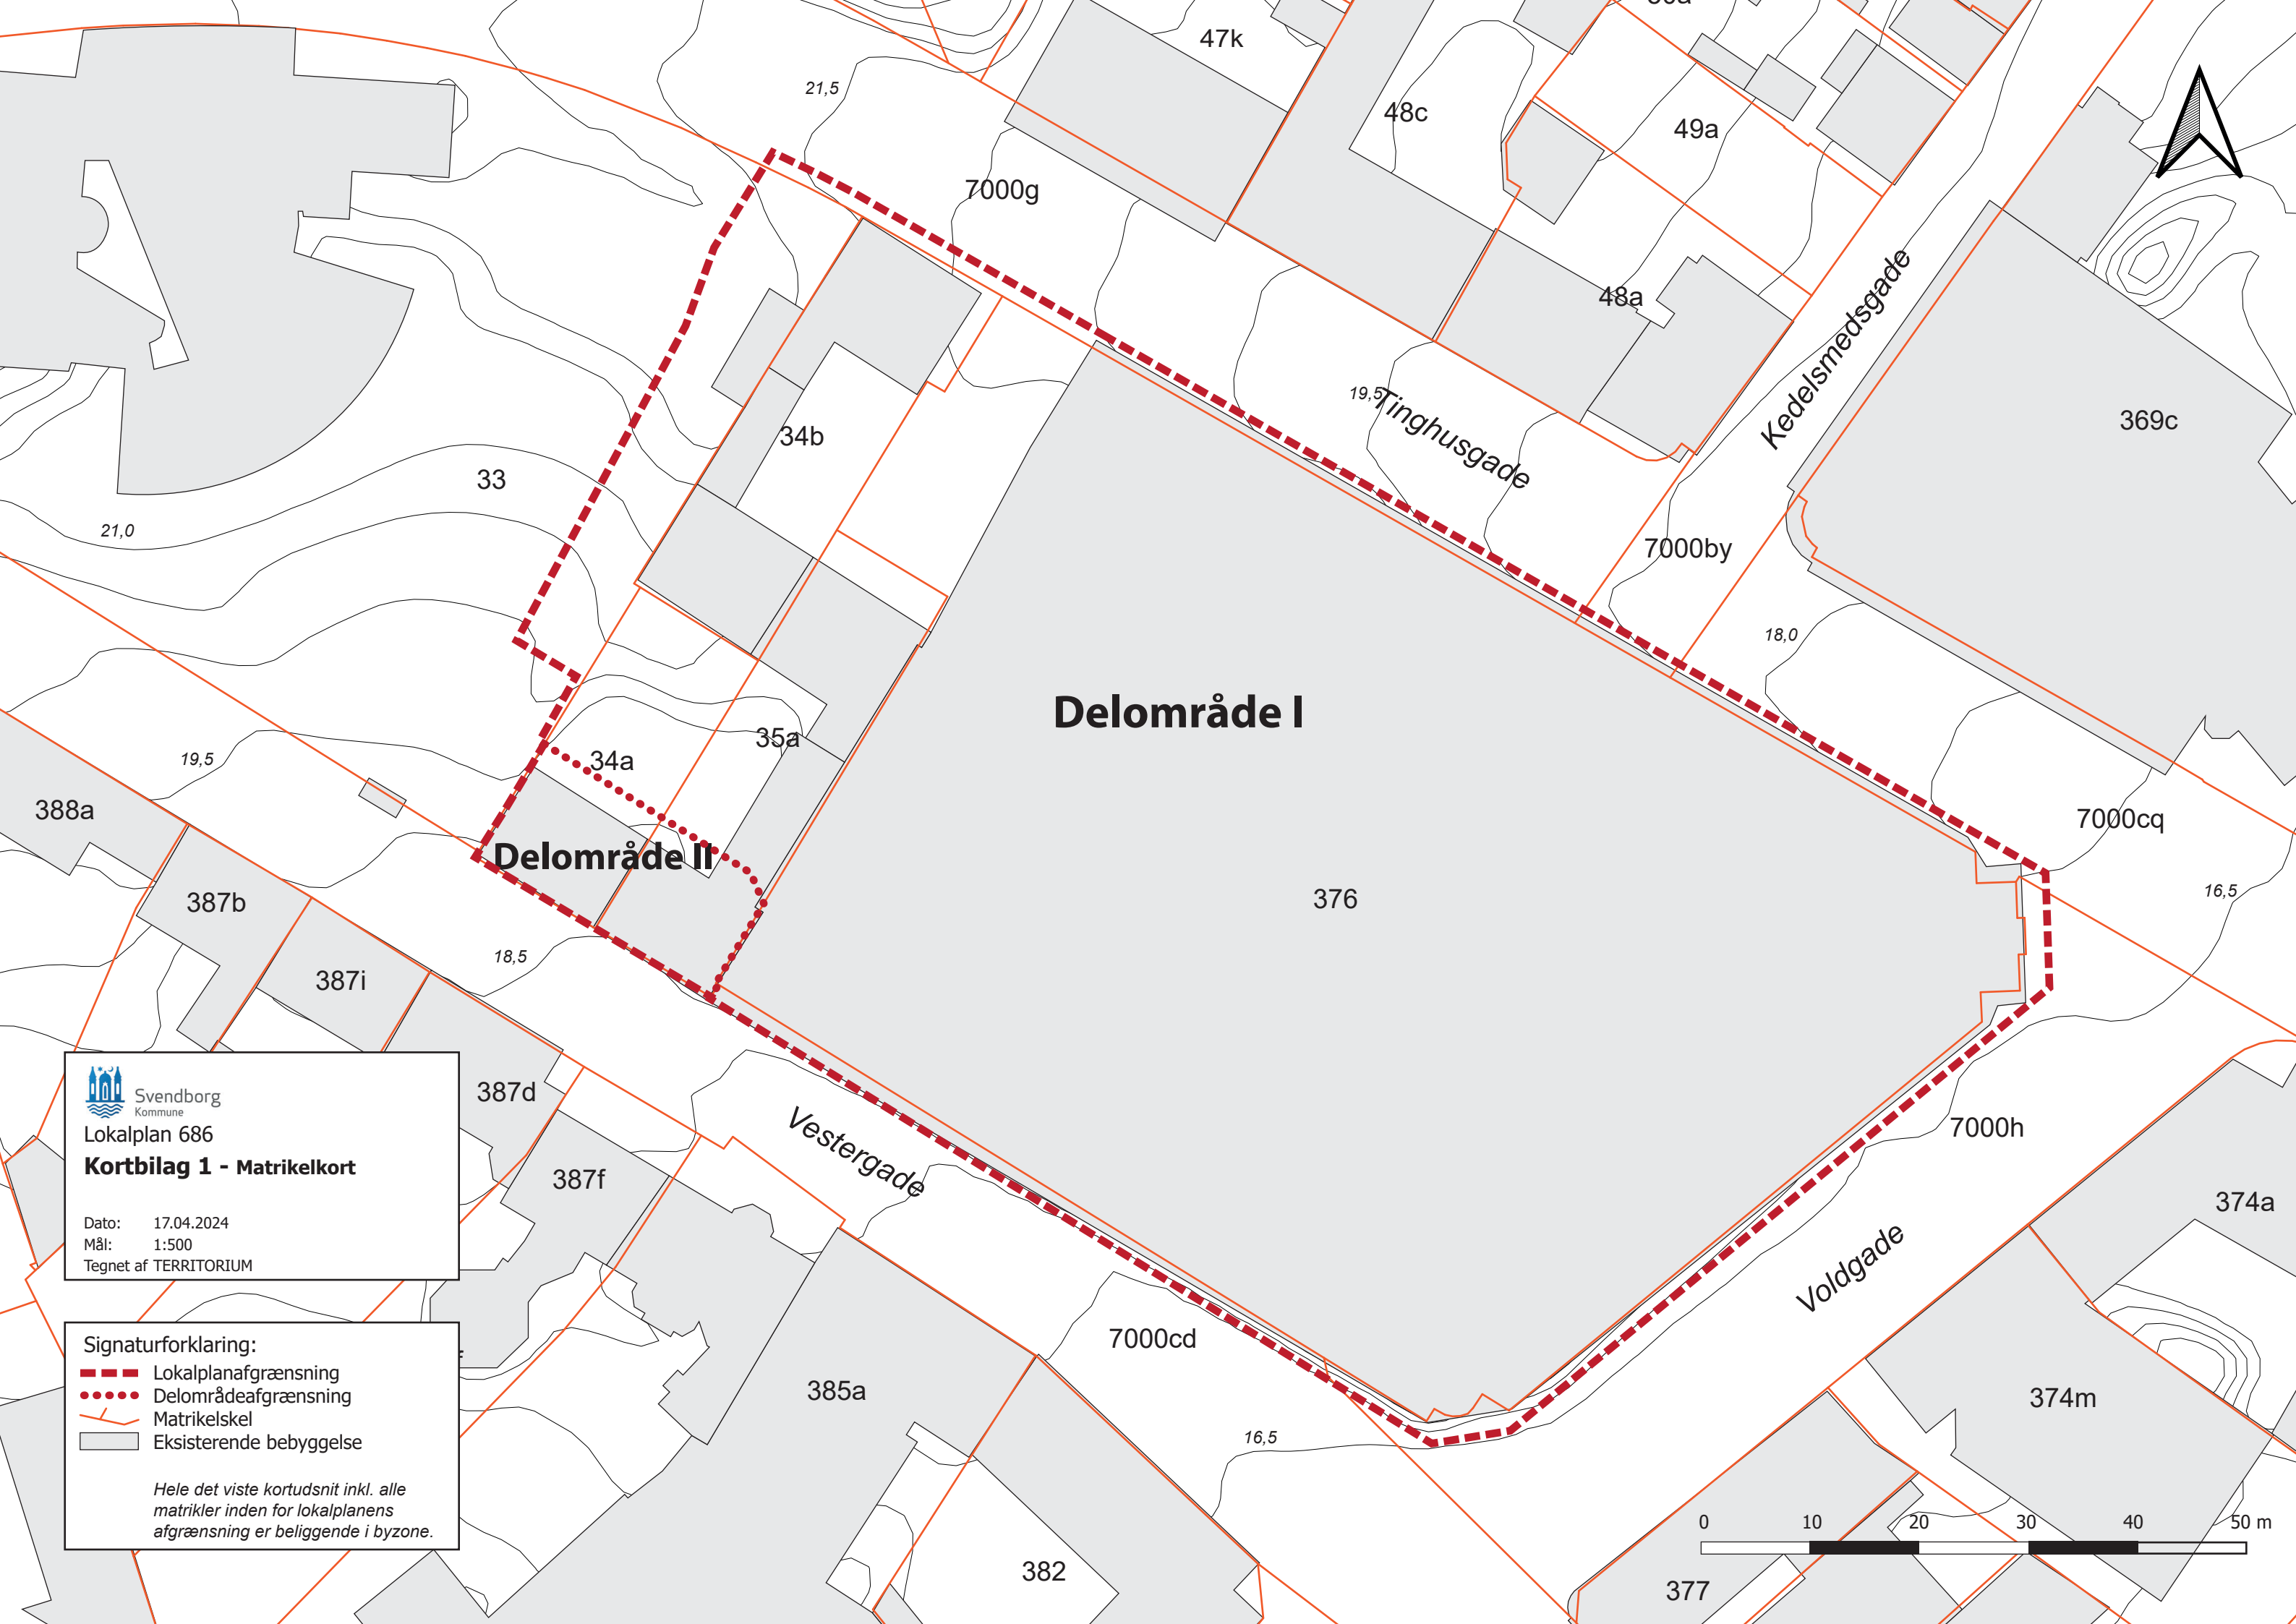 47k
21,5
48c
49a
7000g
Kedelsmedsgade
48a
19,5
Tinghusgade
369c
34b
33
21,0
7000by
18,0
Delområde I
35a
34a
19,5
388a
7000cq
Delområde II
376
16,5
387b
18,5
387i
387d
Vestergade
7000h
387f
374a
Voldgade
7000cd
385a
16,5
374m
382
377
Svendborg
Kommune
Lokalplan 686
Kortbilag 1 - Matrikelkort
Dato: 17.04.2024
Mål: 1:500
Tegnet af TERRITORIUM
Signaturforklaring:
Lokalplanafgrænsning
Delområdeafgrænsning
Matrikelskel
Eksisterende bebyggelse
Hele det viste kortudsnit inkl. alle
matrikler inden for lokalplanens
afgrænsning er beliggende i byzone.
0 10 20 30 40 50 m